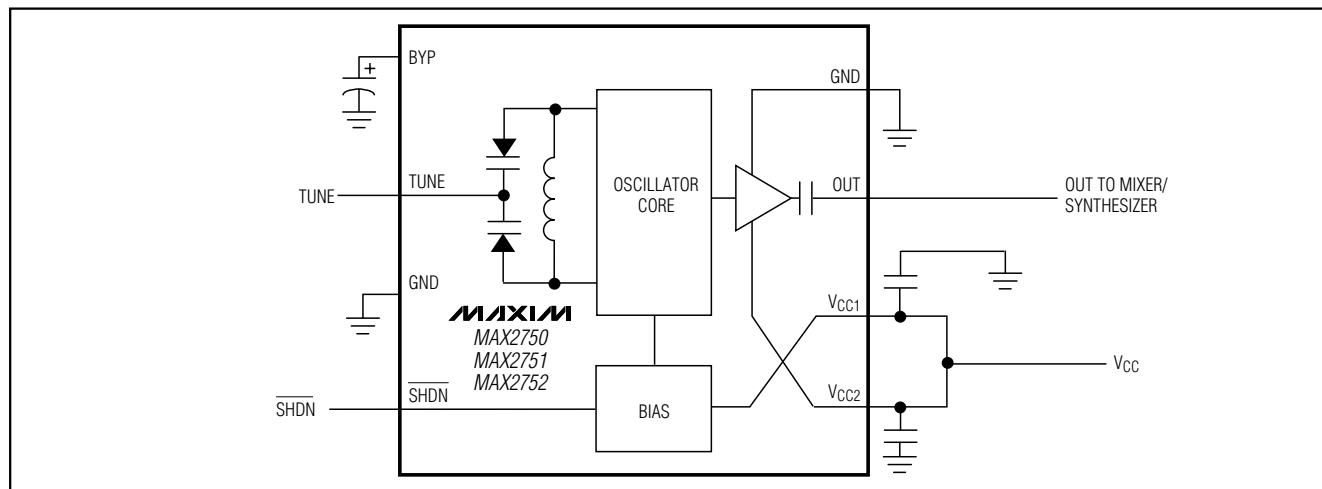 BYP
+
GND
TUNE
TUNE
OSCILLATOR
CORE
OUT
OUT TO MIXER/
SYNTHESIZER
GND
MAXIM
MAX2750
MAX2751
MAX2752
VCC1
VCC
SHDN
SHDN
BIAS
VCC2